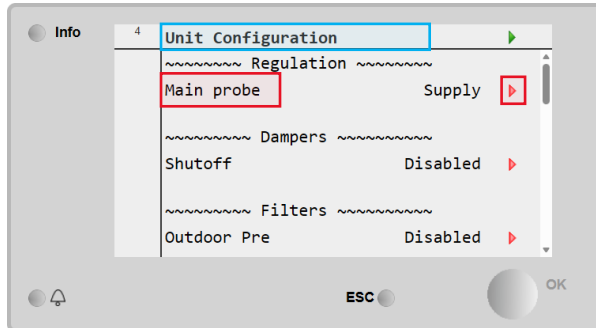 Info
4 Unit Configuration
~~~~~~~~ Regulation ~~~~~~~~
Main probe Supply
~~~~~~~~~ Dampers ~~~~~~~~~~
Shutoff Disabled
~~~~~~~~~ Filters ~~~~~~~~~~
Outdoor Pre Disabled
ESC OK